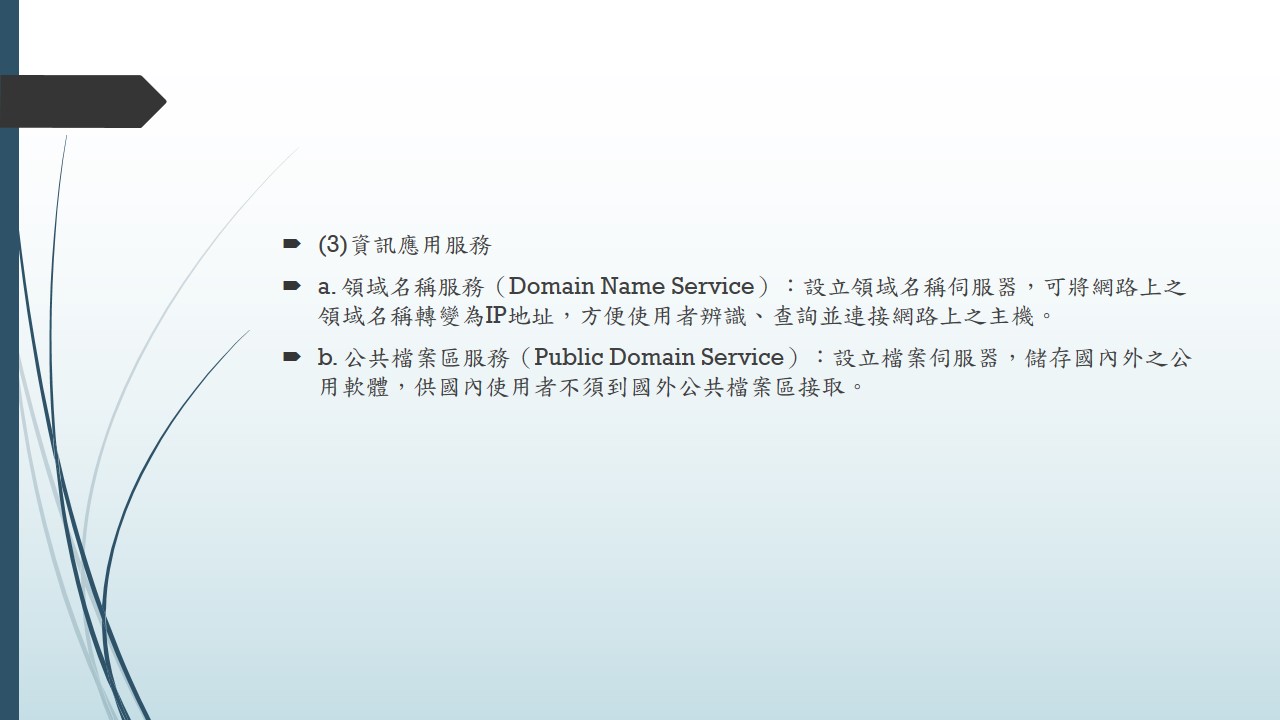 (3)資訊應用服務
a. 領域名稱服務（Domain Name Service）：設立領域名稱伺服器，可將網路上之
領域名稱轉變為IP地址，方便使用者辨識、查詢並連接網路上之主機。
b. 公共檔案區服務（Public Domain Service）：設立檔案伺服器，儲存國內外之公
用軟體，供國內使用者不須到國外公共檔案區接取。